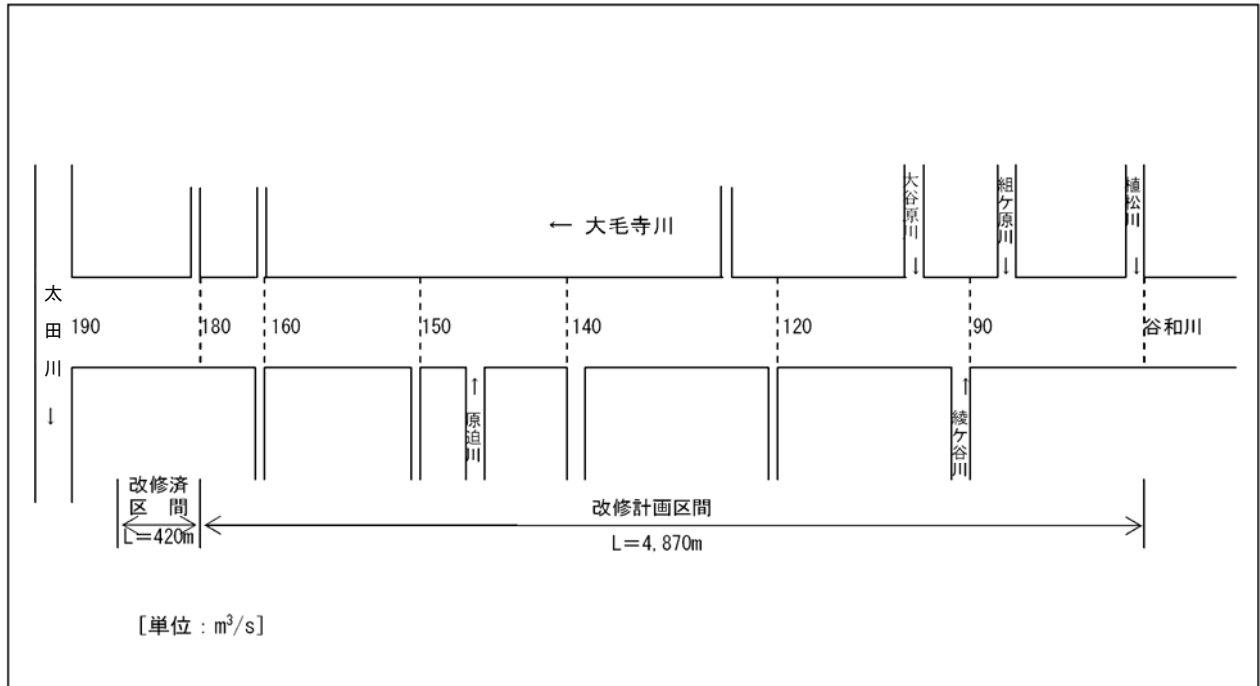 大谷原川
↓
組ケ原川
↓
植松川
↓
← 大毛寺川
太田川
↓
190
180
160
150
140
120
90
谷和川
↑
原迫川
↑
綾ケ谷川
改修済
区 間
L=420m
改修計画区間
L=4,870m
[単位:m³/s]